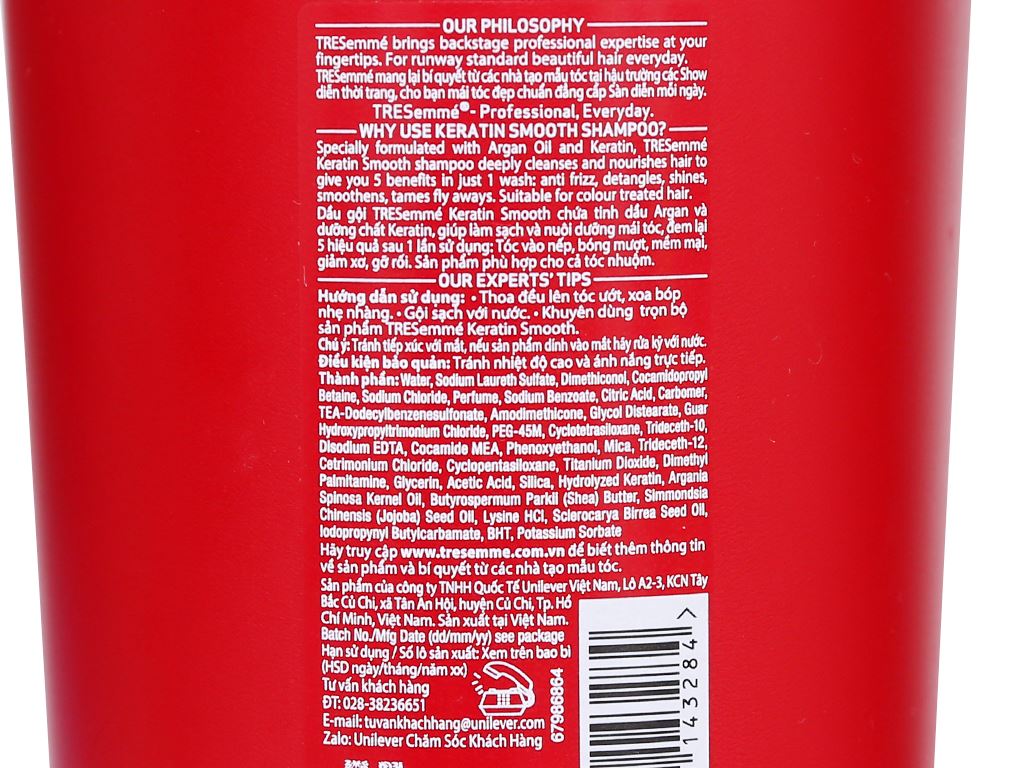 OUR PHILOSOPHY
TRESemmé brings backstage professional expertise at your
fingertips. For runway standard beautiful hair everyday.
TRESemmé mang lại bí quyết từ các nhà tạo mẫu tóc tại hậu trường các Show
diễn thời trang, cho bạn mái tóc đẹp chuẩn đẳng cấp Sàn diễn mỗi ngày.
TRESemmé®- Professional, Everyday.
WHY USE KERATIN SMOOTH SHAMPOO?
Specially formulated with Argan Oil and Keratin, TRESemmé
Keratin Smooth shampoo deeply cleanses and nourishes hair to
give you 5 benefits in just 1 wash: anti frizz, detangles, shines,
smoothens, tames fly aways. Suitable for colour treated hair.
Dầu gội TRESemmé Keratin Smooth chứa tinh dầu Argan và
dưỡng chất Keratin, giúp làm sạch và nuôi dưỡng mái tóc, đem lại
5 hiệu quả sau 1 lần sử dụng: Tóc vào nếp, bóng mượt, mềm mại,
giảm xơ, gỡ rối. Sản phẩm phù hợp cho cả tóc nhuộm.
OUR EXPERTS' TIPS
Hướng dẫn sử dụng: • Thoa đều lên tóc ướt, xoa bóp
nhẹ nhàng. • Gội sạch với nước. • Khuyên dùng trọn bộ
sản phẩm TRESemmé Keratin Smooth.
Chú ý: Tránh tiếp xúc với mắt, nếu sản phẩm dính vào mắt hãy rửa kỹ với nước.
Điều kiện bảo quản: Tránh nhiệt độ cao và ánh nắng trực tiếp.
Thành phần: Water, Sodium Laureth Sulfate, Dimethiconol, Cocamidopropyl
Betaine, Sodium Chloride, Perfume, Sodium Benzoate, Citric Acid, Carbomer,
TEA-Dodecylbenzenesulfonate, Amodimethicone, Glycol Distearate, Guar
Hydroxypropyltrimonium Chloride, PEG-45M, Cyclotetrasiloxane, Trideceth-10,
Disodium EDTA, Cocamide MEA, Phenoxyethanol, Mica, Trideceth-12,
Cetrimonium Chloride, Cyclopentasiloxane, Titanium Dioxide, Dimethyl
Palmitamine, Glycerin, Acetic Acid, Silica, Hydrolyzed Keratin, Argania
Spinosa Kernel Oil, Butyrospermum Parkii (Shea) Butter, Simmondsia
Chinensis (Jojoba) Seed Oil, Lysine HCl, Sclerocarya Birrea Seed Oil,
Iodopropynyl Butylcarbamate, BHT, Potassium Sorbate
Hãy truy cập www.tresemme.com.vn để biết thêm thông tin
về sản phẩm và bí quyết từ các nhà tạo mẫu tóc.
Sản phẩm của công ty TNHH Quốc Tế Unilever Việt Nam, Lô A2-3, KCN Tây
Bắc Củ Chi, xã Tân An Hội, huyện Củ Chi, Tp. Hồ
Chí Minh, Việt Nam. Sản xuất tại Việt Nam.
Batch No./Mfg Date (dd/mm/yy) see package
Hạn sử dụng / Số lô sản xuất: Xem trên bao bì
(HSD ngày/tháng/năm xx)
Tư vấn khách hàng
ĐT: 028-38236651
E-mail: tuvankhachhang@unilever.com
Zalo: Unilever Chăm Sóc Khách Hàng
67986864
143284 >